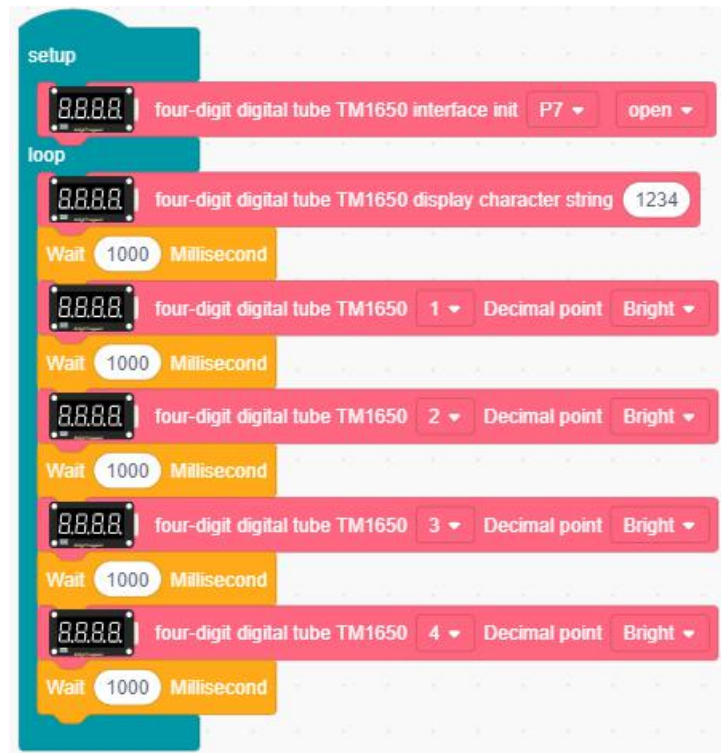 setup
8.8.8.8. four-digit digital tube TM1650 interface init P7 open
loop
8.8.8.8. four-digit digital tube TM1650 display character string 1234
Wait 1000 Millisecond
8.8.8.8. four-digit digital tube TM1650 1 Decimal point Bright
Wait 1000 Millisecond
8.8.8.8. four-digit digital tube TM1650 2 Decimal point Bright
Wait 1000 Millisecond
8.8.8.8. four-digit digital tube TM1650 3 Decimal point Bright
Wait 1000 Millisecond
8.8.8.8. four-digit digital tube TM1650 4 Decimal point Bright
Wait 1000 Millisecond